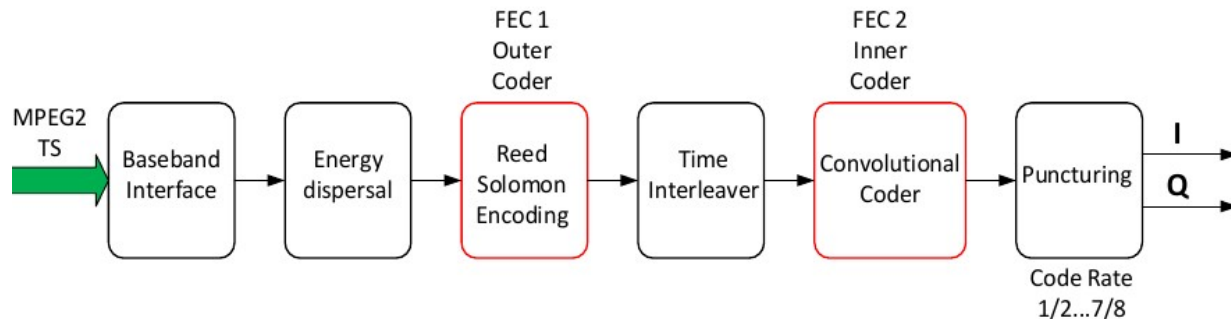 MPEG2
TS
Baseband
Interface
Energy
dispersal
FEC 1
Outer
Coder
Reed
Solomon
Encoding
Time
Interleaver
FEC 2
Inner
Coder
Convolutional
Coder
Puncturing
Code Rate
1/2...7/8
I
Q